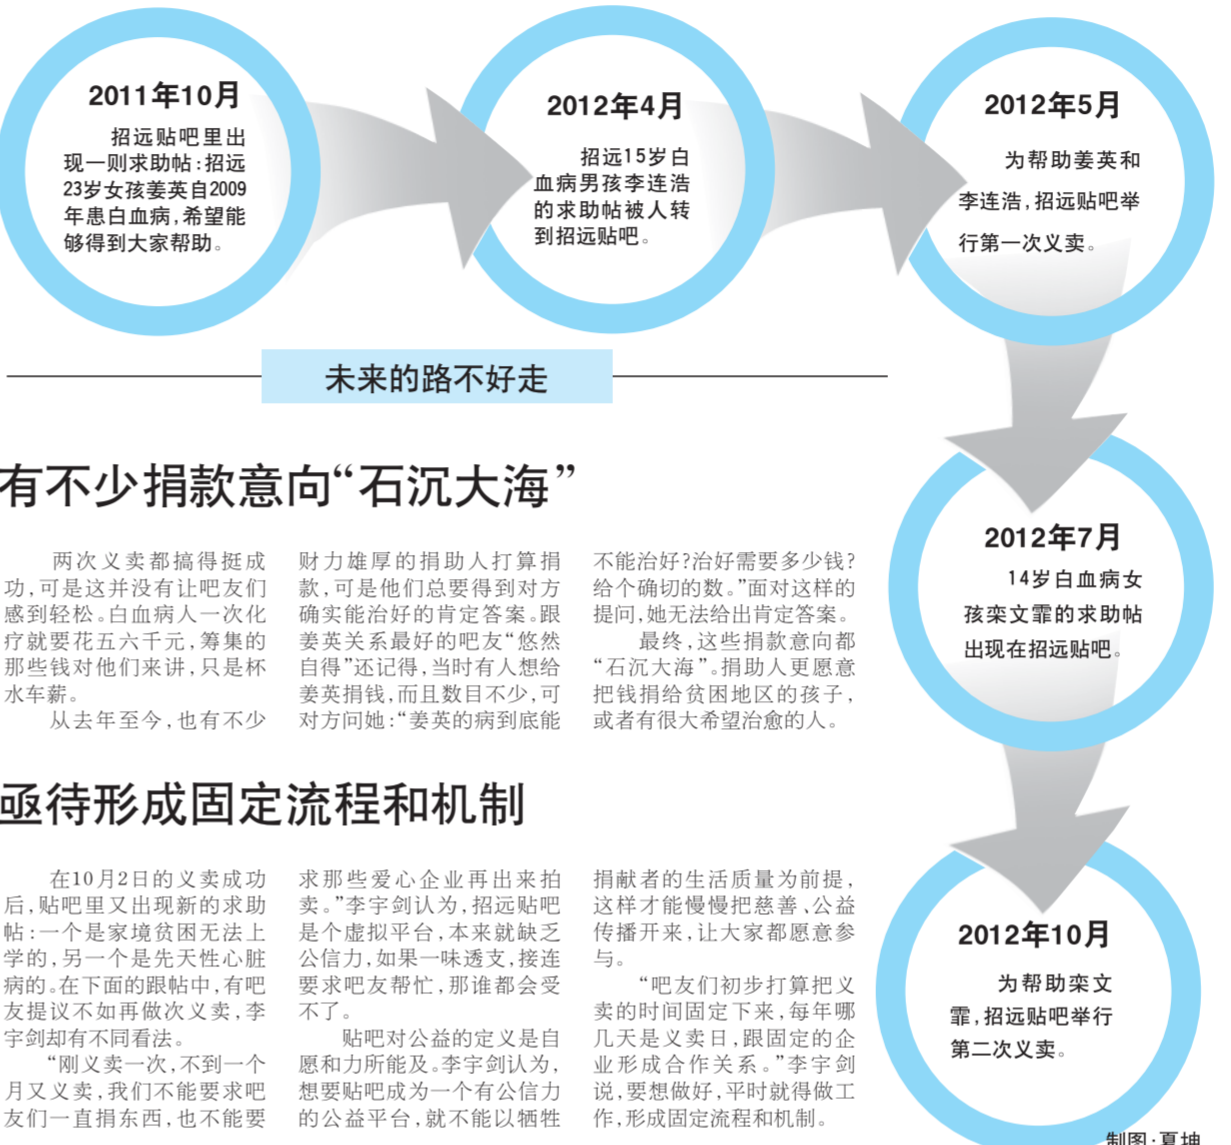 2011年10月
招远贴吧里出
现一则求助帖:招远
23岁女孩姜英自2009
年患白血病,希望能
够得到大家帮助。
2012年4月
招远15岁白
血病男孩李连浩
的求助帖被人转
到招远贴吧。
2012年5月
为帮助姜英和
李连浩,招远贴吧举
行第一次义卖。
2012年7月
14岁白血病女
孩栾文霏的求助帖
出现在招远贴吧。
2012年10月
为帮助栾文
霏,招远贴吧举行
第二次义卖。
制图:夏坤
未来的路不好走
有不少捐款意向“石沉大海”
两次义卖都搞得挺成
功,可是这并没有让吧友们
感到轻松。白血病人一次化
疗就要花五六千元,筹集的
那些钱对他们来讲,只是杯
水车薪。
从去年至今,也有不少
财力雄厚的捐助人打算捐
款,可是他们总要得到对方
确实能治好的肯定答案。跟
姜英关系最好的吧友“悠然
自得”还记得,当时有人想给
姜英捐钱,而且数目不少,可
对方问她:“姜英的病到底能
不能治好?治好需要多少钱?
给个确切的数。”面对这样的
提问,她无法给出肯定答案。
最终,这些捐款意向都
“石沉大海”。捐助人更愿意
把钱捐给贫困地区的孩子,
或者有很大希望治愈的人。
亟待形成固定流程和机制
在10月2日的义卖成功
后,贴吧里又出现新的求助
帖:一个是家境贫困无法上
学的,另一个是先天性心脏
病的。在下面的跟帖中,有吧
友提议不如再做次义卖,李
宇剑却有不同看法。
“刚义卖一次,不到一个
月又义卖,我们不能要求吧
友们一直捐东西,也不能要
求那些爱心企业再出来拍
卖。”李宇剑认为,招远贴吧
是个虚拟平台,本来就缺乏
公信力,如果一味透支,接连
要求吧友帮忙,那谁都会受
不了。
贴吧对公益的定义是自
愿和力所能及。李宇剑认为,
想要贴吧成为一个有公信力
的公益平台,就不能以牺牲
捐献者的生活质量为前提,
这样才能慢慢把慈善、公益
传播开来,让大家都愿意参
与。
“吧友们初步打算把义
卖的时间固定下来,每年哪
几天是义卖日,跟固定的企
业形成合作关系。”李宇剑
说,要想做好,平时就得做工
作,形成固定流程和机制。